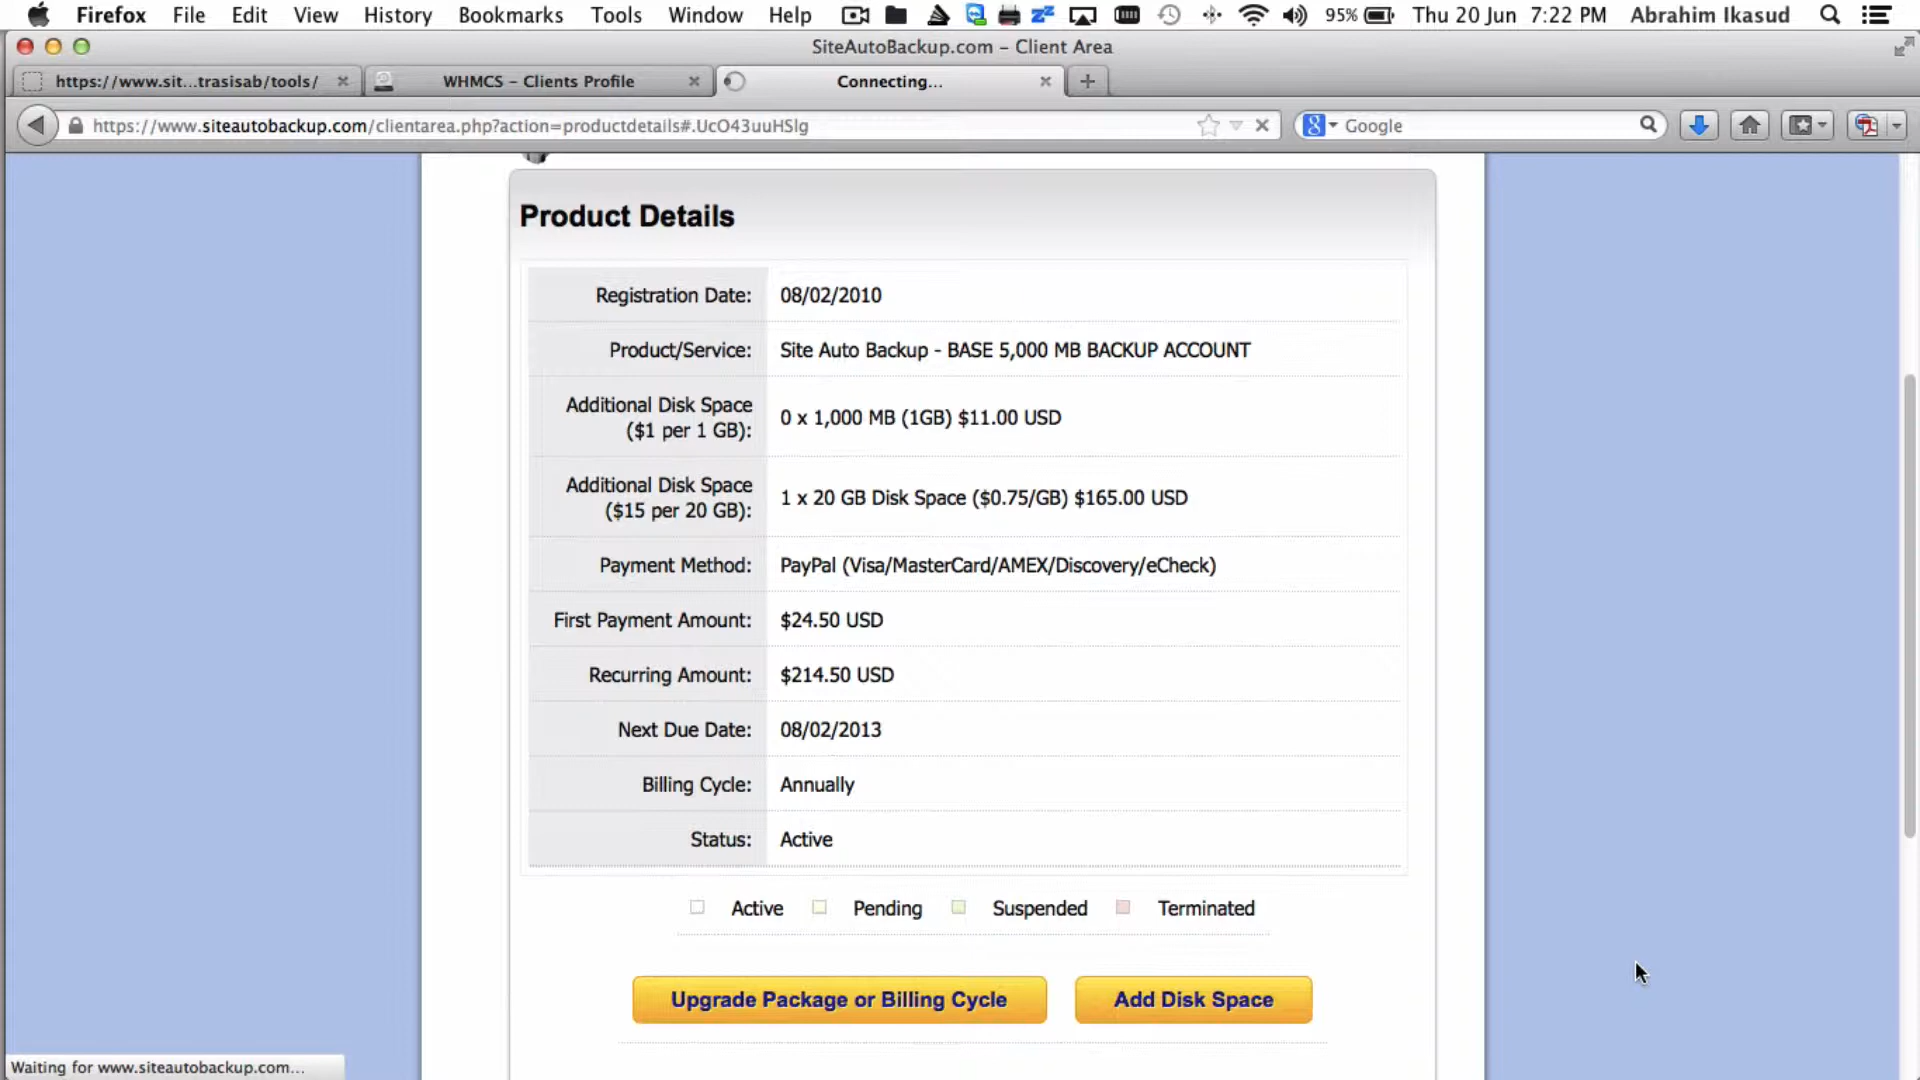 Firefox File Edit View History Bookmarks Tools Window Help 95% Thu 20 Jun 7:22 PM Abrahim Ikasud
SiteAutoBackup.com – Client Area
https://www.sit...trasisab/tools/ WHMCS – Clients Profile Connecting...
https://www.siteautobackup.com/clientarea.php?action=productdetails#.UcO43uuHSlg Google
Product Details
Registration Date: 08/02/2010
Product/Service: Site Auto Backup - BASE 5,000 MB BACKUP ACCOUNT
Additional Disk Space
($1 per 1 GB): 0 x 1,000 MB (1GB) $11.00 USD
Additional Disk Space
($15 per 20 GB): 1 x 20 GB Disk Space ($0.75/GB) $165.00 USD
Payment Method: PayPal (Visa/MasterCard/AMEX/Discovery/eCheck)
First Payment Amount: $24.50 USD
Recurring Amount: $214.50 USD
Next Due Date: 08/02/2013
Billing Cycle: Annually
Status: Active
Active Pending Suspended Terminated
Upgrade Package or Billing Cycle Add Disk Space
Waiting for www.siteautobackup.com...